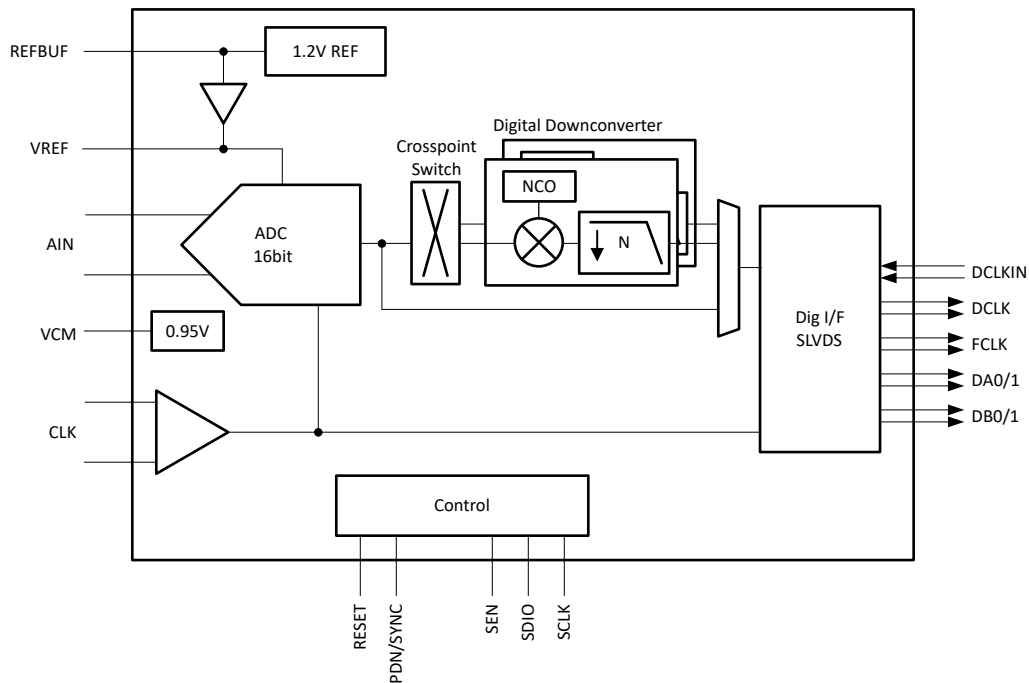 REFBUF
1.2V REF
VREF
Digital Downconverter
Crosspoint
Switch
NCO
N
AIN
ADC
16bit
VCM
0.95V
CLK
Dig I/F
SLVDS
DCLKIN
DCLK
FCLK
DA0/1
DB0/1
Control
RESET
PDN/SYNC
SEN
SDIO
SCLK